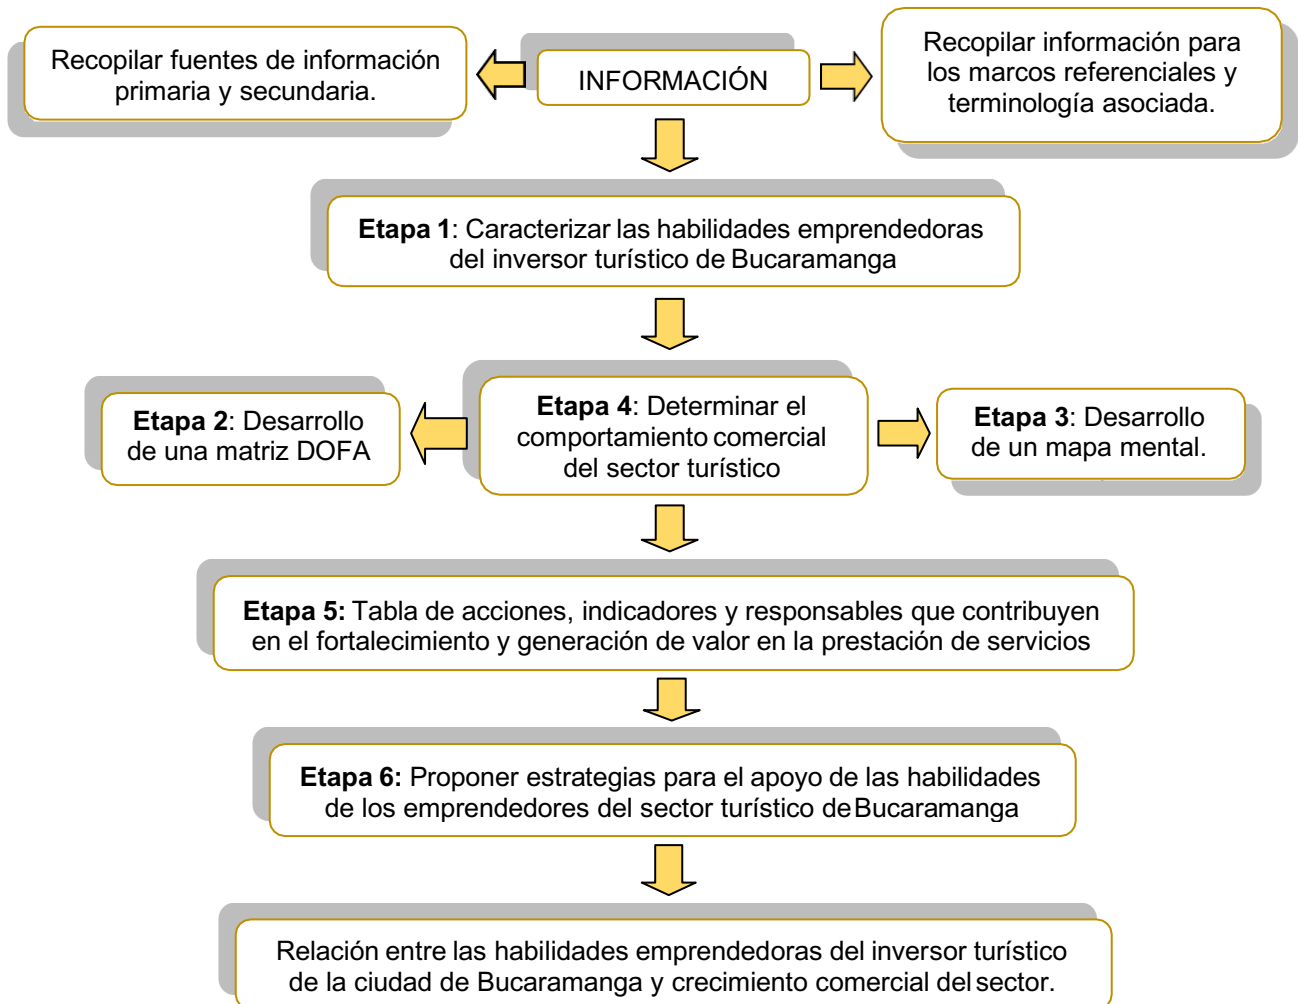 Recopilar fuentes de información
primaria y secundaria.
INFORMACIÓN
Recopilar información para
los marcos referenciales y
terminología asociada.
Etapa 1: Caracterizar las habilidades emprendedoras
del inversor turístico de Bucaramanga
Etapa 2: Desarrollo
de una matriz DOFA
Etapa 4: Determinar el
comportamiento comercial
del sector turístico
Etapa 3: Desarrollo
de un mapa mental.
Etapa 5: Tabla de acciones, indicadores y responsables que contribuyen
en el fortalecimiento y generación de valor en la prestación de servicios
Etapa 6: Proponer estrategias para el apoyo de las habilidades
de los emprendedores del sector turístico de Bucaramanga
Relación entre las habilidades emprendedoras del inversor turístico
de la ciudad de Bucaramanga y crecimiento comercial del sector.